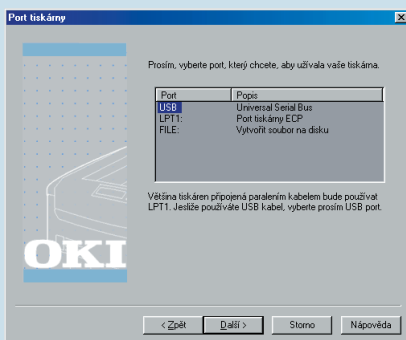 Port tiskárny
Prosím, vyberte port, který chcete, aby užívala vaše tiskárna.
Port Popis
USB Universal Serial Bus
LPT1: Port tiskárny ECP
FILE: Vytvořit soubor na disku
Většina tiskáren připojená paralením kabelem bude používat
LPT1. Jesliže používáte USB kabel, vyberte prosím USB port.
OKI
< Zpět Další > Storno Nápověda